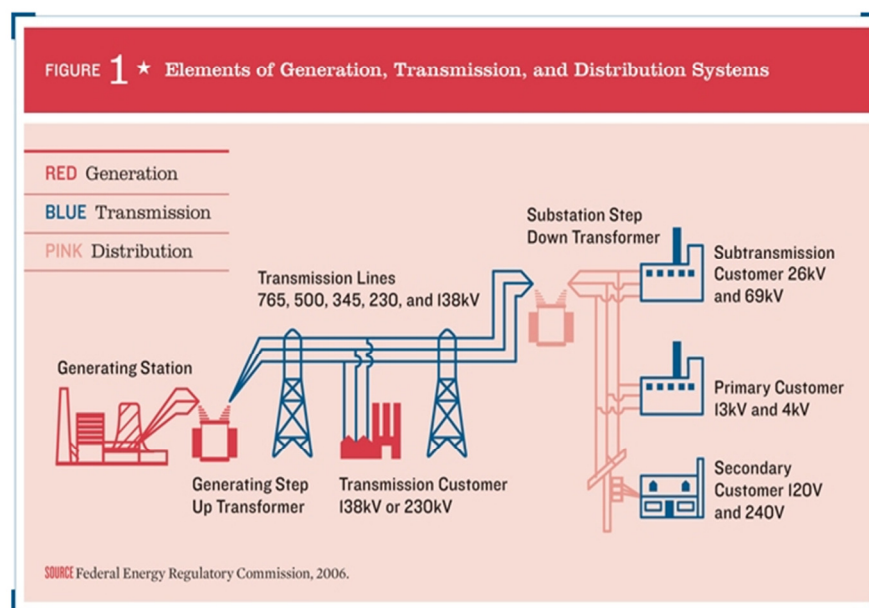 FIGURE 1 ★ Elements of Generation, Transmission, and Distribution Systems
RED Generation
BLUE Transmission
PINK Distribution
Substation Step
Down Transformer
Subtransmission
Customer 26kV
and 69kV
Transmission Lines
765, 500, 345, 230, and 138kV
Generating Station
Primary Customer
13kV and 4kV
Generating Step
Up Transformer
Transmission Customer
138kV or 230kV
Secondary
Customer 120V
and 240V
SOURCE Federal Energy Regulatory Commission, 2006.